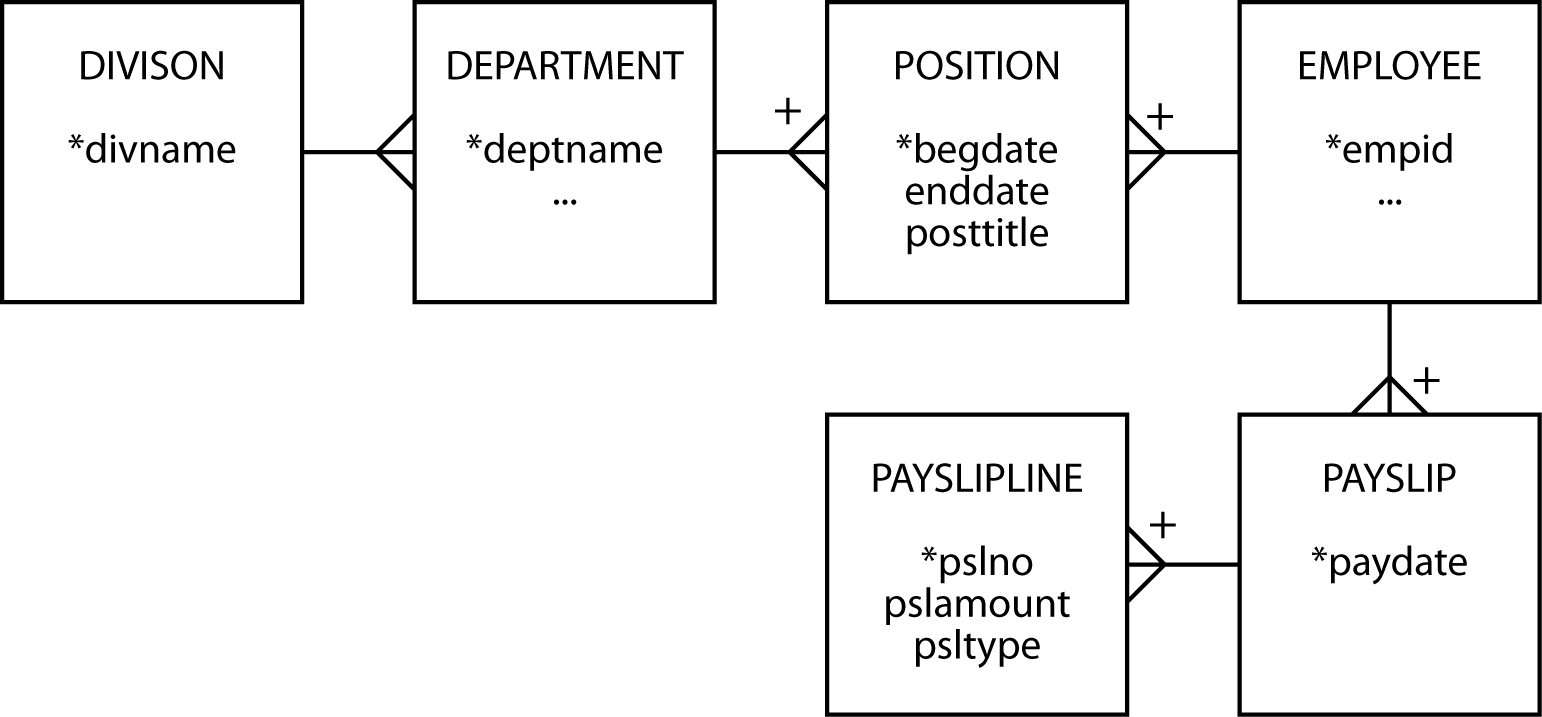 DIVISON
*divname
DEPARTMENT
*deptname
...
+
POSITION
*begdate
enddate
posttitle
+
EMPLOYEE
*empid
...
+
PAYSLIPLINE
*pslno
pslamount
psltype
+
PAYSLIP
*paydate